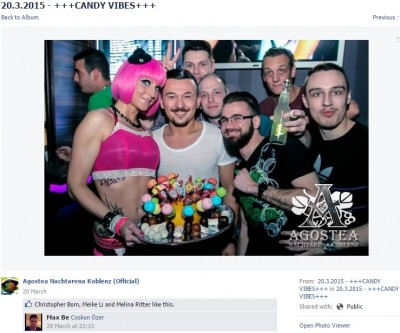 20.3.2015 - +++CANDY VIBES+++
Back to Album
Previous ·
AGOSTEA
NACHTARENA KOBLENZ
Agostea Nachtarena Koblenz (Official)
20 March
Christopher Born, Meike Li and Melina Ritter like this.
Max Be Coskun Özer
20 March at 22:15
From: 20.3.2015 - +++CANDY
VIBES+++ in 20.3.2015 - +++CANDY
VIBES+++
Shared with: Public
Open Photo Viewer